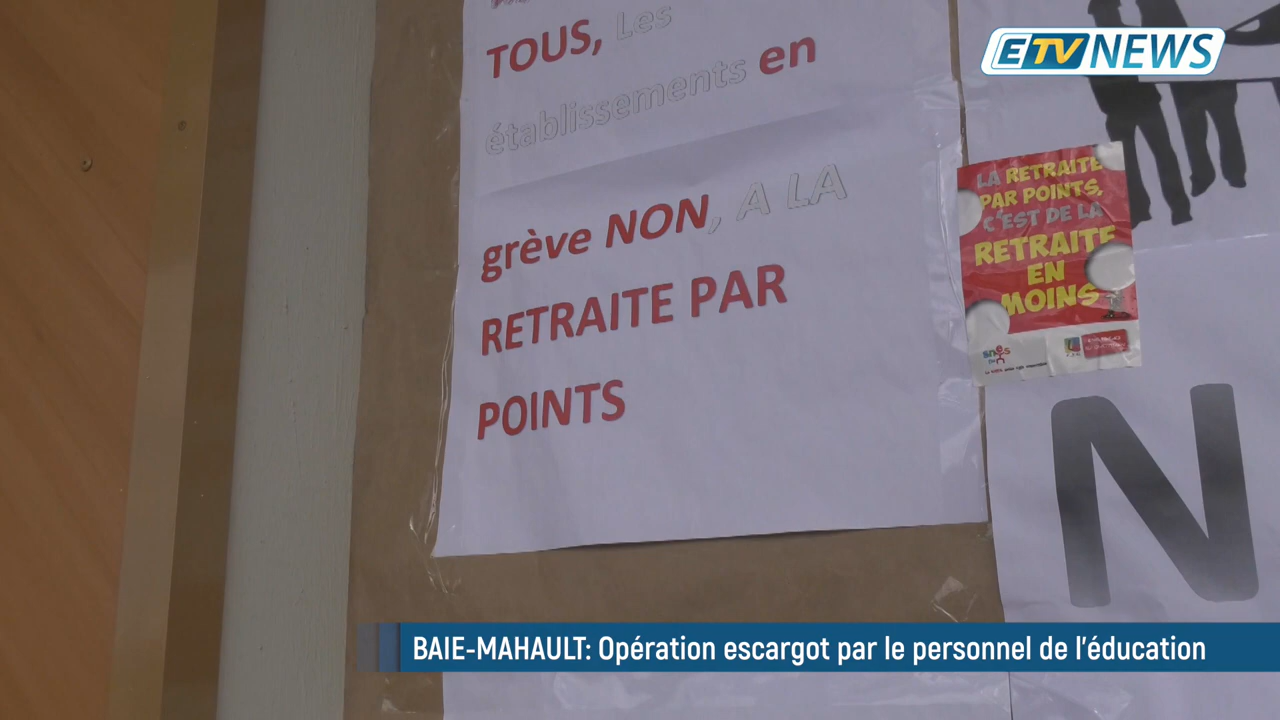 TOUS, Les
établissements en
grève NON, A LA
RETRAITE PAR
POINTS
ETV NEWS
LA RETRAITE
PAR POINTS,
C'EST DE LA
RETRAITE
EN
MOINS
snes
N
BAIE-MAHAULT: Opération escargot par le personnel de l'éducation